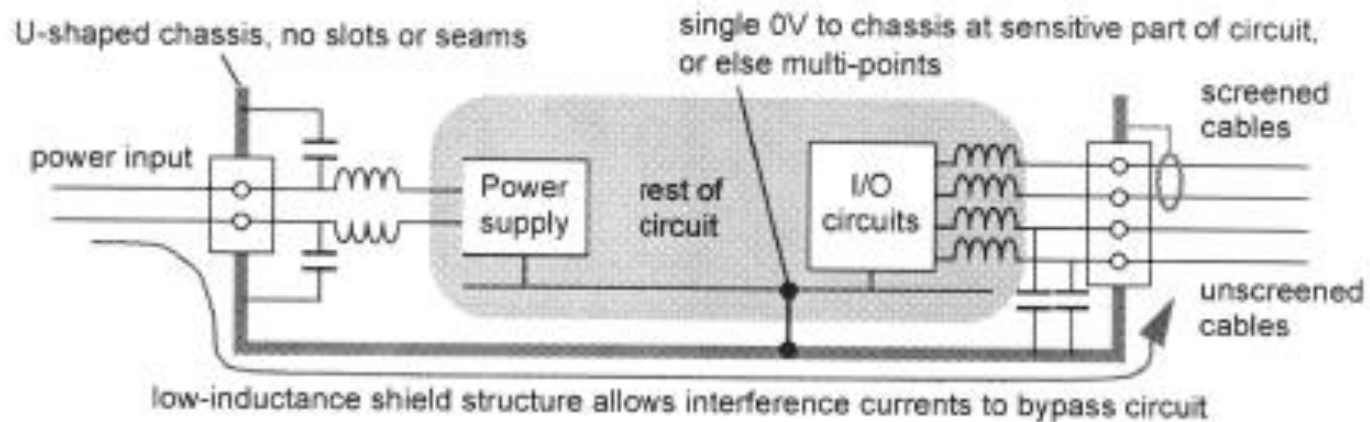 U-shaped chassis, no slots or seams
single 0V to chassis at sensitive part of circuit,
or else multi-points
screened
cables
power input
Power
supply
rest of
circuit
I/O
circuits
unscreened
cables
low-inductance shield structure allows interference currents to bypass circuit